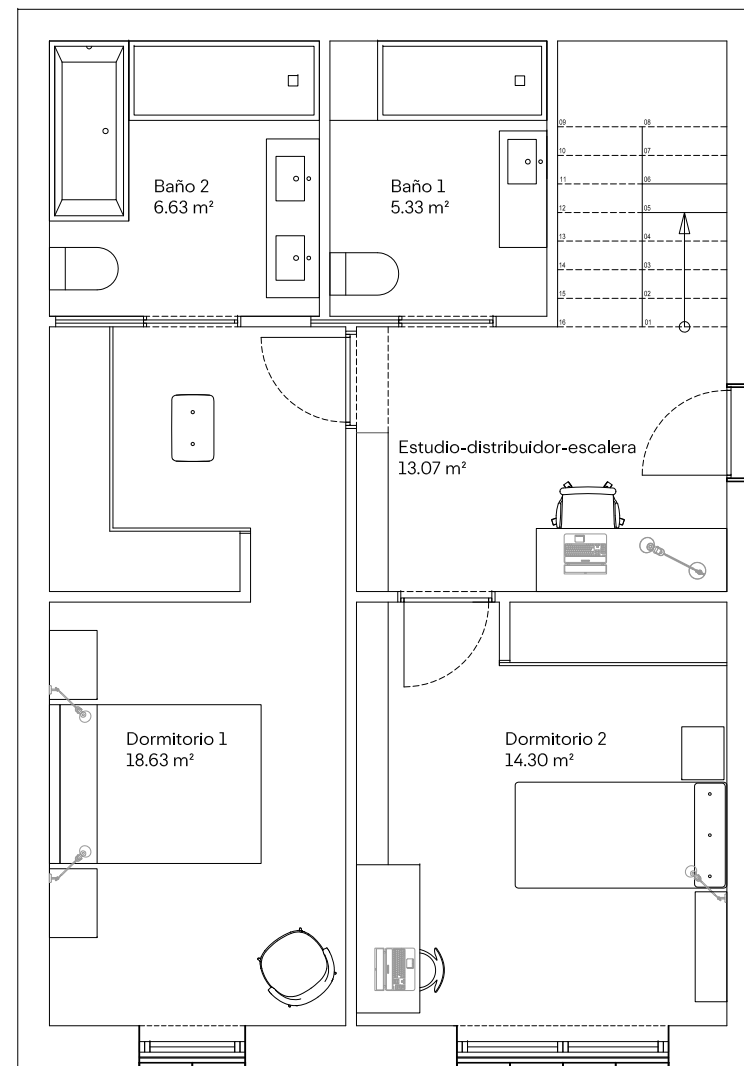 Baño 2
6.63 m²
Baño 1
5.33 m²
09 08
10 07
11 06
12 05
13 04
14 03
15 02
16 01
Estudio-distribuidor-escalera
13.07 m²
Dormitorio 1
18.63 m²
Dormitorio 2
14.30 m²